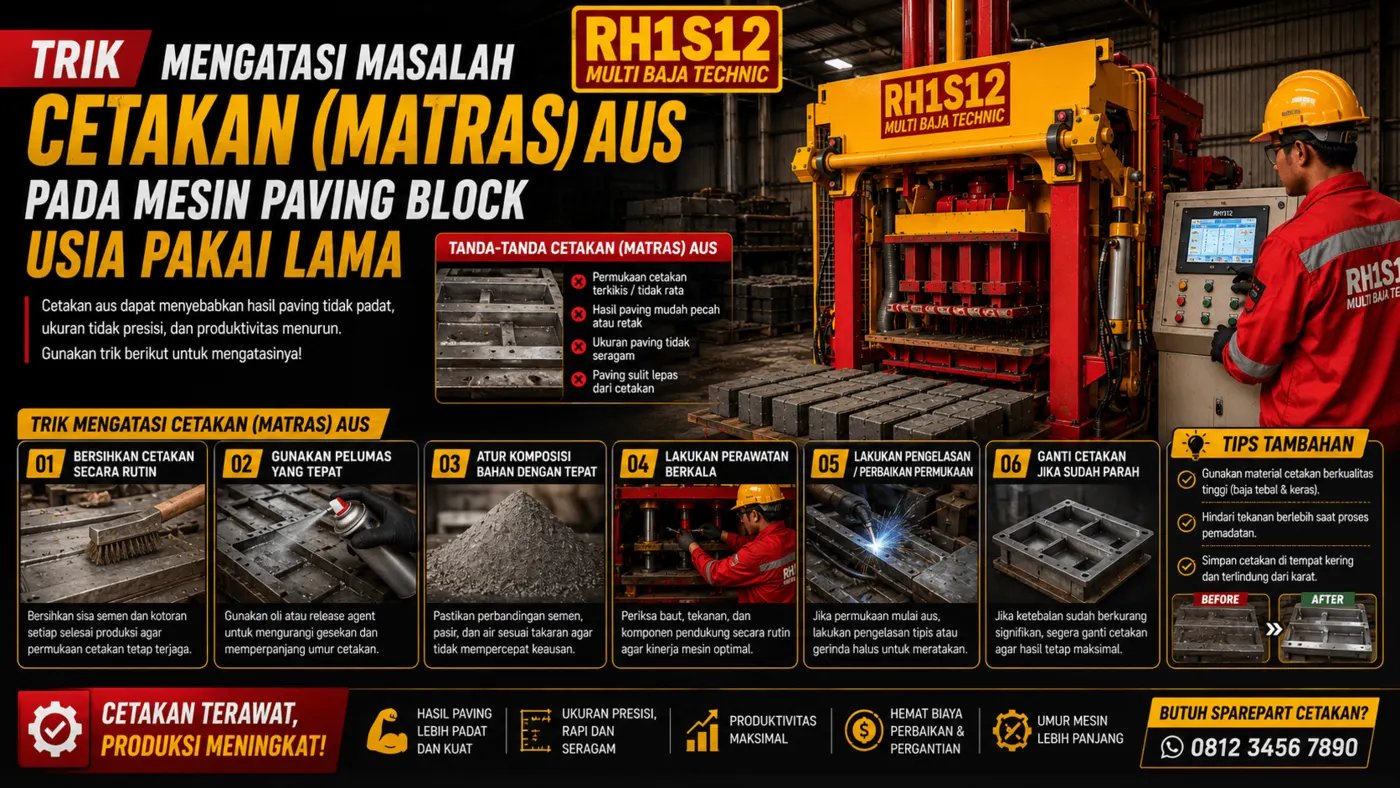 RH1S12
MULTI BAJA TECHNIC
TRIK MENGATASI MASALAH
CETAKAN (MATRAS) AUS
PADA MESIN PAVING BLOCK
USIA PAKAI LAMA
Cetakan aus dapat menyebabkan hasil paving tidak padat,
ukuran tidak presisi, dan produktivitas menurun.
Gunakan trik berikut untuk mengatasinya!
TANDA-TANDA CETAKAN (MATRAS) AUS
Permukaan cetakan
terkikis / tidak rata
Hasil paving mudah pecah
atau retak
Ukuran paving tidak
seragam
Paving sulit lepas
dari cetakan
RH1S12
MULTI BAJA TECHNIC
RH1S12
RH1S1
MULTI BAJA TE
TRIK MENGATASI CETAKAN (MATRAS) AUS
01 BERSIHKAN CETAKAN
SECARA RUTIN
Bersihkan sisa semen dan kotoran
setiap selesai produksi agar
permukaan cetakan tetap terjaga.
02 GUNAKAN PELUMAS
YANG TEPAT
Gunakan oli atau release agent
untuk mengurangi gesekan dan
memperpanjang umur cetakan.
03 ATUR KOMPOSISI
BAHAN DENGAN TEPAT
Pastikan perbandingan semen,
pasir, dan air sesuai takaran agar
tidak mempercepat keausan.
04 LAKUKAN PERAWATAN
BERKALA
RH1
Periksa baut, tekanan, dan
komponen pendukung secara rutin
agar kinerja mesin optimal.
05 LAKUKAN PENGELASAN
/ PERBAIKAN PERMUKAAN
Jika permukaan mulai aus,
lakukan pengelasan tipis atau
gerinda halus untuk meratakan.
06 GANTI CETAKAN
JIKA SUDAH PARAH
Jika ketebalan sudah berkurang
signifikan, segera ganti cetakan
agar hasil tetap maksimal.
TIPS TAMBAHAN
Gunakan material cetakan berkualitas
tinggi (baja tebal & keras).
Hindari tekanan berlebih saat proses
pemadatan.
Simpan cetakan di tempat kering
dan terlindung dari karat.
BEFORE
AFTER
CETAKAN TERAWAT,
PRODUKSI MENINGKAT!
HASIL PAVING
LEBIH PADAT
DAN KUAT
UKURAN PRESISI,
RAPI DAN
SERAGAM
PRODUKTIVITAS
MAKSIMAL
HEMAT BIAYA
PERBAIKAN &
PERGANTIAN
UMUR MESIN
LEBIH PANJANG
BUTUH SPAREPART CETAKAN?
0812 3456 7890